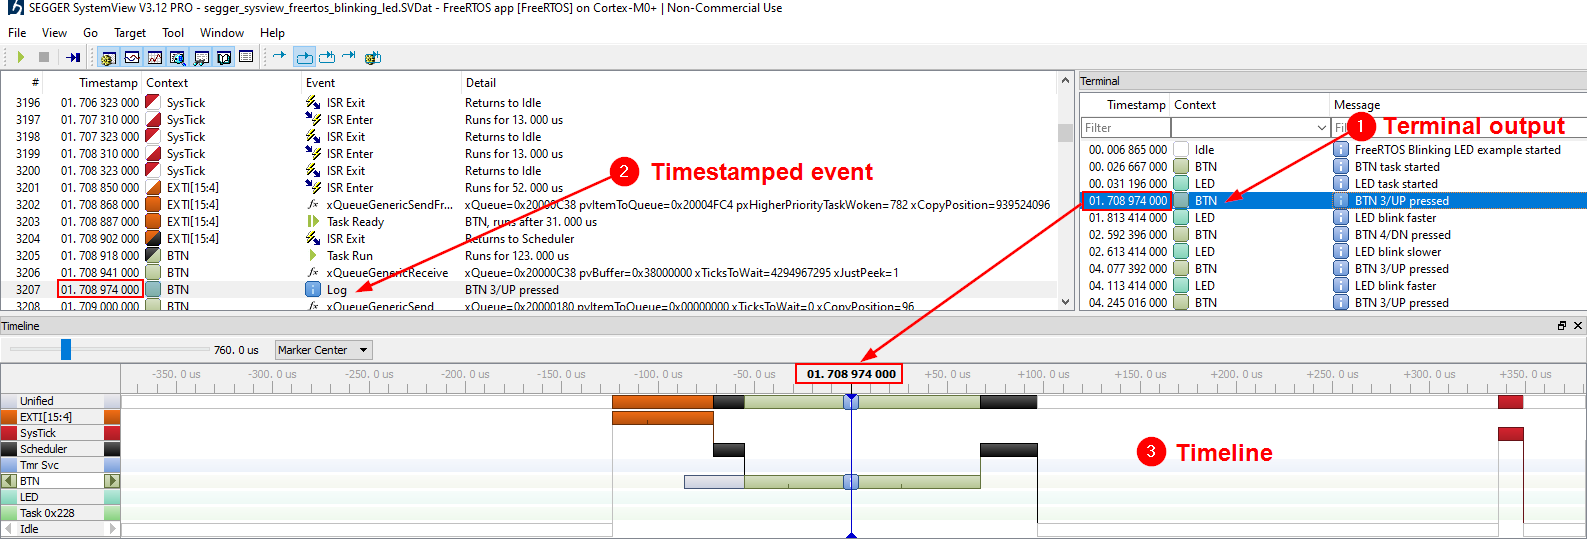 SEGGER SystemView V3.12 PRO - segger_sysview_freertos_blinking_led.SVDat - FreeRTOS app [FreeRTOS] on Cortex-M0+ | Non-Commercial Use
File View Go Target Tool Window Help
# Timestamp Context Event Detail
3196 01. 706 323 000 SysTick ISR Exit Returns to Idle
3197 01. 707 310 000 SysTick ISR Enter Runs for 13. 000 us
3198 01. 707 323 000 SysTick ISR Exit Returns to Idle
3199 01. 708 310 000 SysTick ISR Enter Runs for 13. 000 us
3200 01. 708 323 000 SysTick ISR Exit Returns to Idle
3201 01. 708 850 000 EXTI[15:4] ISR Enter Runs for 52. 000 us
3202 01. 708 868 000 EXTI[15:4] fx xQueueGenericSendFr... xQueue=0x20000C38 pvItemToQueue=0x20004FC4 pxHigherPriorityTaskWoken=782 xCopyPosition=939524096
3203 01. 708 887 000 EXTI[15:4] Task Ready BTN, runs after 31. 000 us
3204 01. 708 902 000 EXTI[15:4] ISR Exit Returns to Scheduler
3205 01. 708 918 000 BTN Task Run Runs for 123. 000 us
3206 01. 708 941 000 BTN fx xQueueGenericReceive xQueue=0x20000C38 pvBuffer=0x38000000 xTicksToWait=4294967295 xJustPeek=1
3207 01. 708 974 000 BTN i Log BTN 3/UP pressed
3208 01. 709 000 000 BTN fx xQueueGenericSend xQueue=0x20000180 pvItemToQueue=0x00000000 xTicksToWait=0 xCopyPosition=96
2 Timestamped event
Terminal
Timestamp Context Message
Filter Fil
1 Terminal output
00. 006 865 000 Idle i FreeRTOS Blinking LED example started
00. 026 667 000 BTN i BTN task started
00. 031 196 000 LED i LED task started
01. 708 974 000 BTN i BTN 3/UP pressed
01. 813 414 000 LED i LED blink faster
02. 592 396 000 BTN i BTN 4/DN pressed
02. 613 414 000 LED i LED blink slower
04. 077 392 000 BTN i BTN 3/UP pressed
04. 113 414 000 LED i LED blink faster
04. 245 016 000 BTN i BTN 3/UP pressed
Timeline
760. 0 us Marker Center
-350. 0 us -300. 0 us -250. 0 us -200. 0 us -150. 0 us -100. 0 us -50. 0 us 01. 708 974 000 +50. 0 us +100. 0 us +150. 0 us +200. 0 us +250. 0 us +300. 0 us +350. 0 us
Unified
EXTI[15:4]
SysTick
Scheduler
Tmr Svc
BTN
LED
Task 0x228
Idle
3 Timeline